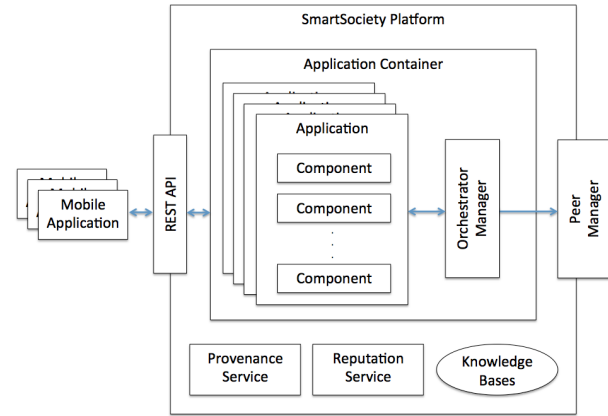 SmartSociety Platform
Application Container
Application
Component
Component
Component
Mobile
Application
REST API
Orchestrator
Manager
Peer
Manager
Provenance
Service
Reputation
Service
Knowledge
Bases